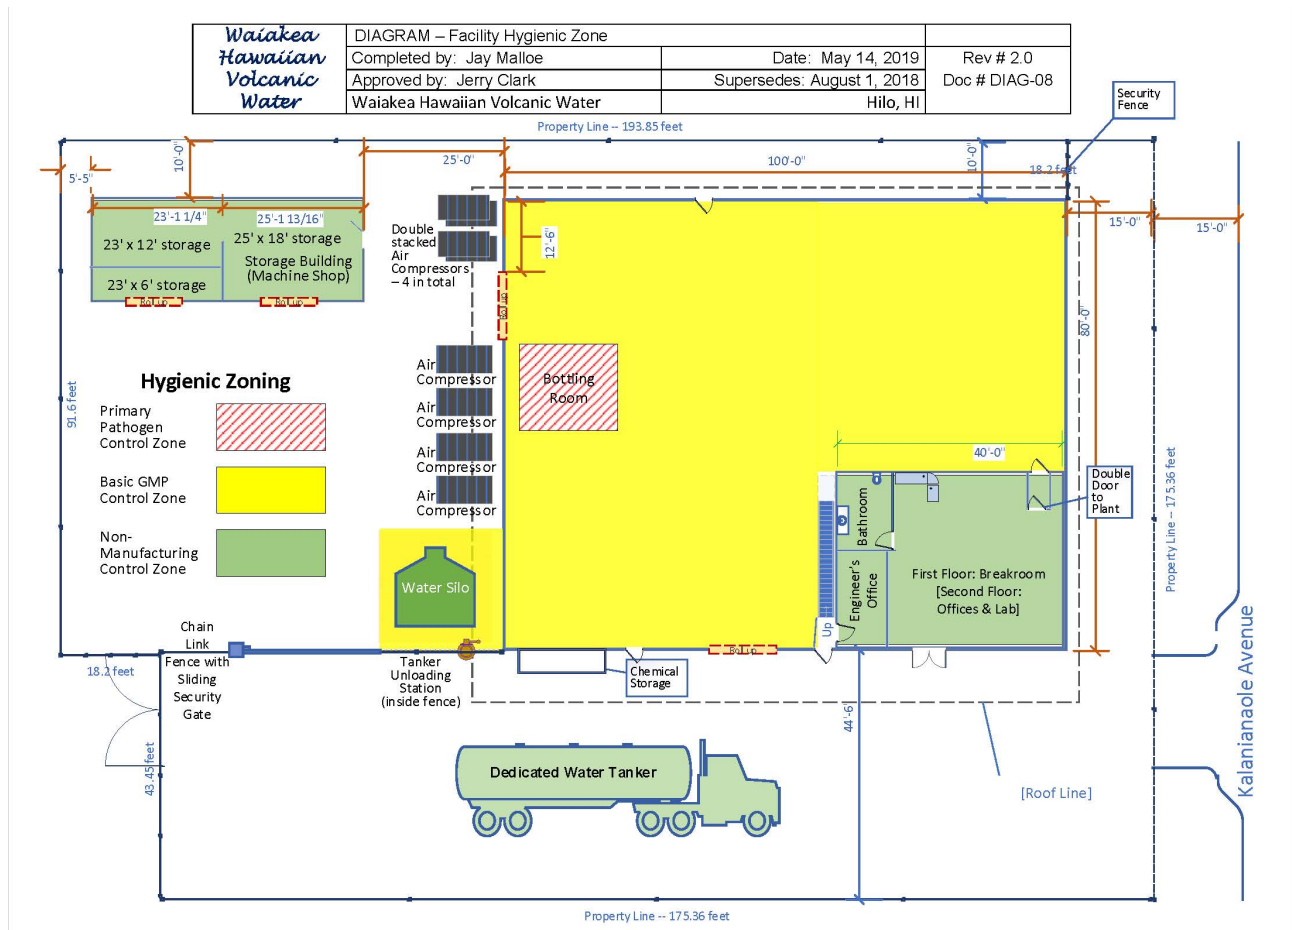 Waiakea
Hawaiian
Volcanic
Water
DIAGRAM – Facility Hygienic Zone
Completed by: Jay Malloe
Date: May 14, 2019
Rev # 2.0
Approved by: Jerry Clark
Supersedes: August 1, 2018
Doc # DIAG-08
Waiakea Hawaiian Volcanic Water
Hilo, HI
Security
Fence
Property Line -- 193.85 feet
10'-0"
25'-0"
100'-0"
10'-0"
18.2 feet
5'-5"
15'-0"
15'-0"
23'-1 1/4"
25'-1 13/16"
23' x 12' storage
25' x 18' storage
Storage Building
(Machine Shop)
23' x 6' storage
Roll up
Roll up
Double
stacked
Air
Compressors
– 4 in total
12'-6"
Roll up
80'-0"
91.6 feet
Hygienic Zoning
Primary
Pathogen
Control Zone
Basic GMP
Control Zone
Non-
Manufacturing
Control Zone
Air
Compressor
Air
Compressor
Air
Compressor
Air
Compressor
Bottling
Room
40'-0"
Double
Door
to
Plant
Property Line -- 175.36 feet
Bathroom
Engineer's
Office
First Floor: Breakroom
[Second Floor:
Offices & Lab]
Up
Water Silo
Kalanianaole Avenue
Chain
Link
Fence with
Sliding
Security
Gate
18.2 feet
Tanker
Unloading
Station
(inside fence)
Chemical
Storage
Roll up
43.45 feet
44'-6"
Dedicated Water Tanker
[Roof Line]
Property Line -- 175.36 feet